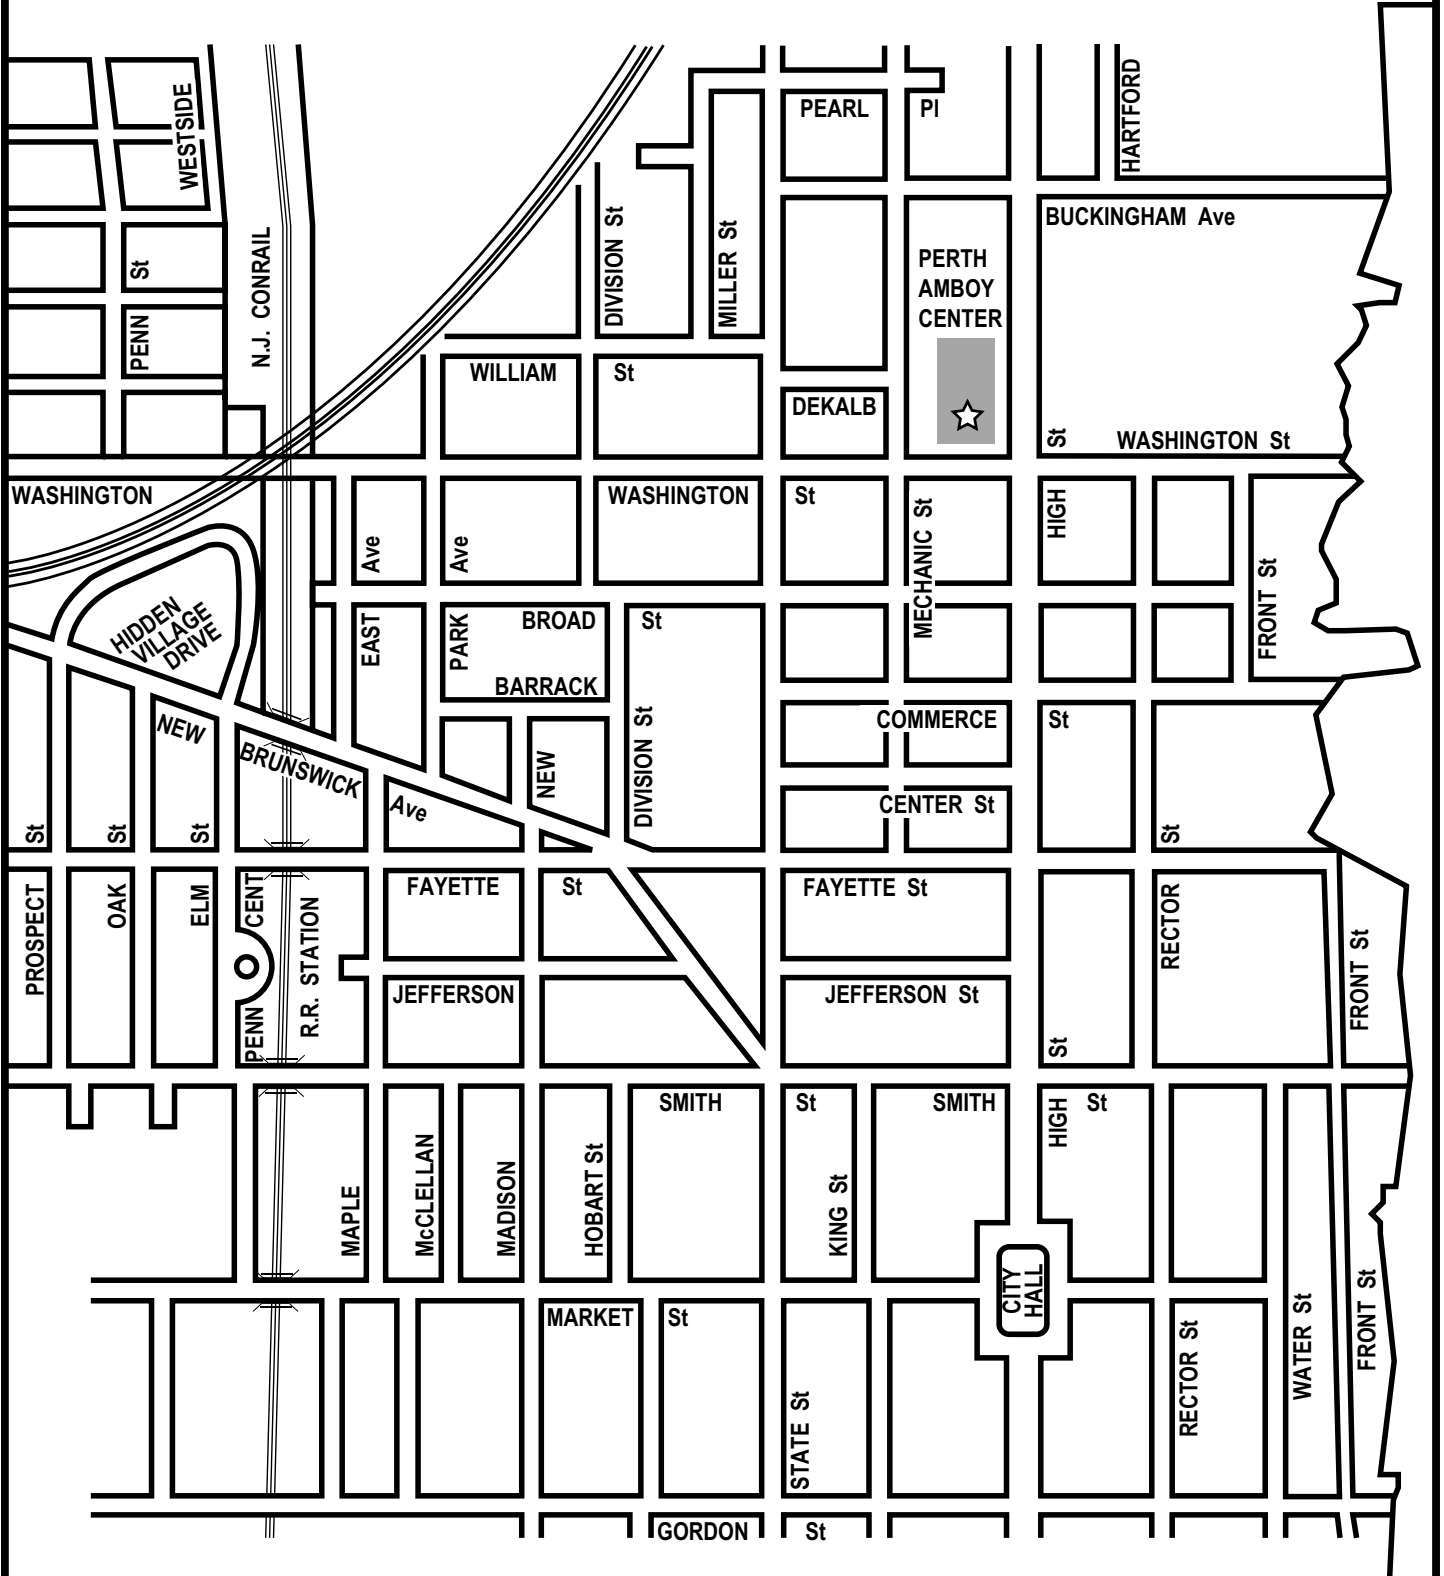 WESTSIDE
PEARL Pl
HARTFORD
St
PENN
N.J. CONRAIL
DIVISION St
MILLER St
BUCKINGHAM Ave
PERTH
AMBOY
CENTER
WILLIAM St
DEKALB
St
WASHINGTON St
WASHINGTON
WASHINGTON St
Ave
Ave
MECHANIC St
HIGH
FRONT St
HIDDEN
VILLAGE
DRIVE
EAST
PARK
BROAD St
BARRACK
NEW
BRUNSWICK
Ave
NEW
DIVISION St
COMMERCE St
CENTER St
St
St
St
St
PROSPECT
OAK
ELM
PENN CENT
R.R. STATION
FAYETTE St
FAYETTE St
RECTOR
FRONT St
JEFFERSON
JEFFERSON St
St
SMITH St
SMITH St
HIGH
MAPLE
McCLELLAN
MADISON
HOBART St
KING St
CITY
HALL
MARKET St
STATE St
RECTOR St
WATER St
FRONT St
GORDON St